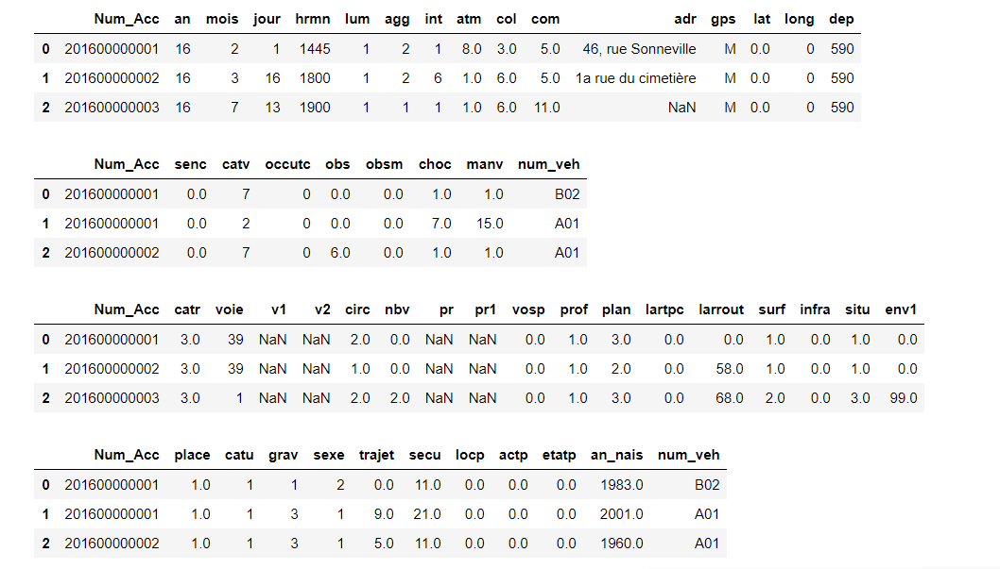 Num_Acc an mois jour hrmn lum agg int atm col com adr gps lat long dep
0 201600000001 16 2 1 1445 1 2 1 8.0 3.0 5.0 46, rue Sonneville M 0.0 0 590
1 201600000002 16 3 16 1800 1 2 6 1.0 6.0 5.0 1a rue du cimetière M 0.0 0 590
2 201600000003 16 7 13 1900 1 1 1 1.0 6.0 11.0 NaN M 0.0 0 590
Num_Acc senc catv occutc obs obsm choc manv num_veh
0 201600000001 0.0 7 0 0.0 0.0 1.0 1.0 B02
1 201600000001 0.0 2 0 0.0 0.0 7.0 15.0 A01
2 201600000002 0.0 7 0 6.0 0.0 1.0 1.0 A01
Num_Acc catr voie v1 v2 circ nbv pr pr1 vosp prof plan lartpc larrout surf infra situ env1
0 201600000001 3.0 39 NaN NaN 2.0 0.0 NaN NaN 0.0 1.0 3.0 0.0 0.0 1.0 0.0 1.0 0.0
1 201600000002 3.0 39 NaN NaN 1.0 0.0 NaN NaN 0.0 1.0 2.0 0.0 58.0 1.0 0.0 1.0 0.0
2 201600000003 3.0 1 NaN NaN 2.0 2.0 NaN NaN 0.0 1.0 3.0 0.0 68.0 2.0 0.0 3.0 99.0
Num_Acc place catu grav sexe trajet secu locp actp etatp an_nais num_veh
0 201600000001 1.0 1 1 2 0.0 11.0 0.0 0.0 0.0 1983.0 B02
1 201600000001 1.0 1 3 1 9.0 21.0 0.0 0.0 0.0 2001.0 A01
2 201600000002 1.0 1 3 1 5.0 11.0 0.0 0.0 0.0 1960.0 A01